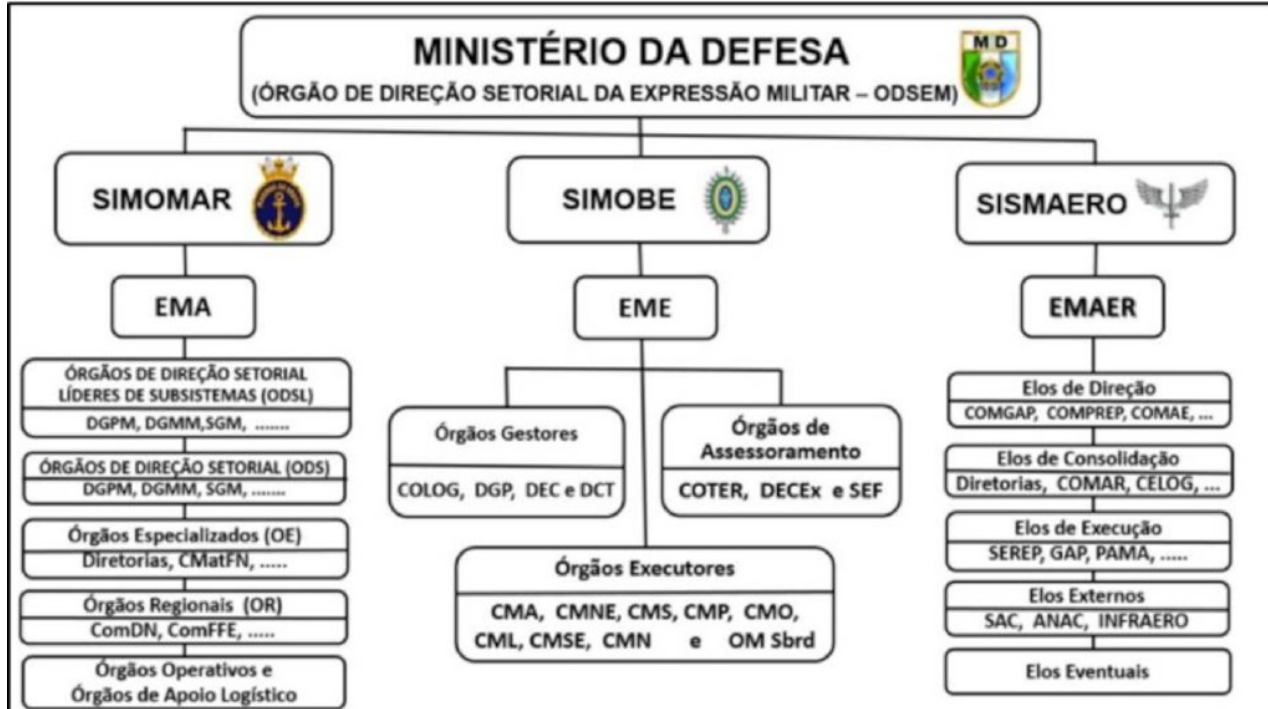 MINISTÉRIO DA DEFESA
M D
(ÓRGÃO DE DIREÇÃO SETORIAL DA EXPRESSÃO MILITAR – ODSEM)
SIMOMAR
SIMOBE
SISMAERO
EMA
EME
EMAER
ÓRGÃOS DE DIREÇÃO SETORIAL
LÍDERES DE SUBSISTEMAS (ODSL)
DGPM, DGMM,SGM, .......
ÓRGÃOS DE DIREÇÃO SETORIAL (ODS)
DGPM, DGMM, SGM, .......
Órgãos Especializados (OE)
Diretorias, CMatFN, .....
Órgãos Regionais (OR)
ComDN, ComFFE, .....
Órgãos Operativos e
Órgãos de Apoio Logístico
Órgãos Gestores
COLOG, DGP, DEC e DCT
Órgãos de
Assessoramento
COTER, DECEx e SEF
Órgãos Executores
CMA, CMNE, CMS, CMP, CMO,
CML, CMSE, CMN e OM Sbrd
Elos de Direção
COMGAP, COMPREP, COMAE, ...
Elos de Consolidação
Diretorias, COMAR, CELOG, ...
Elos de Execução
SEREP, GAP, PAMA, .....
Elos Externos
SAC, ANAC, INFRAERO
Elos Eventuais